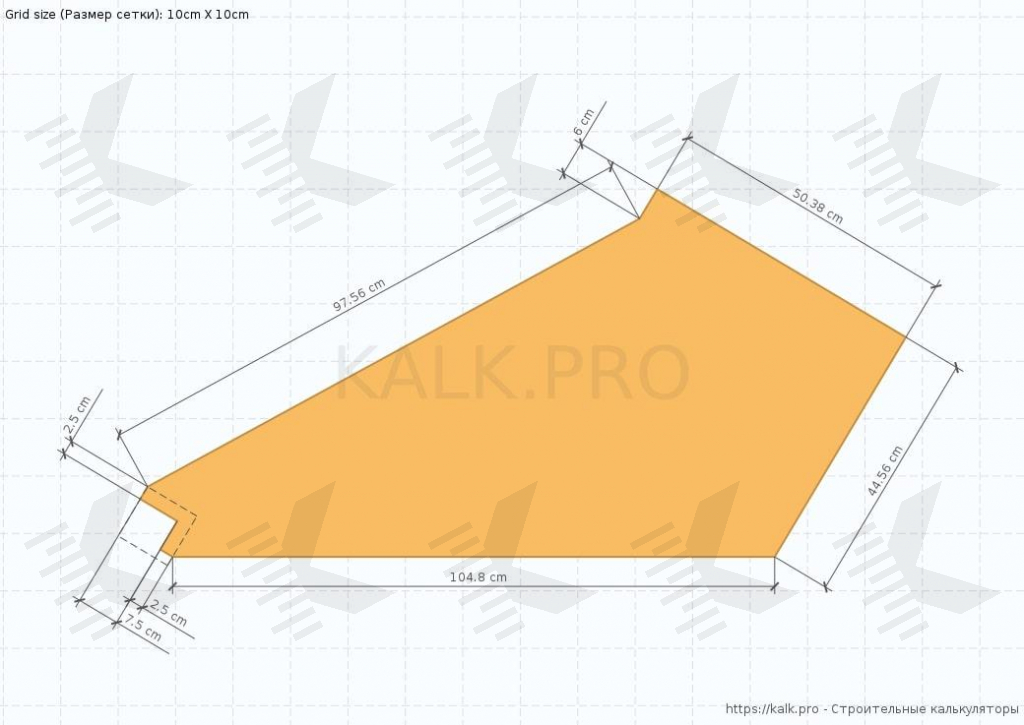 Grid size (Размер сетки): 10cm X 10cm
6 cm
50.38 cm
97.56 cm
KALK.PRO
2.5 cm
44.56 cm
104.8 cm
2.5 cm
7.5 cm
https://kalk.pro - Строительные калькуляторы